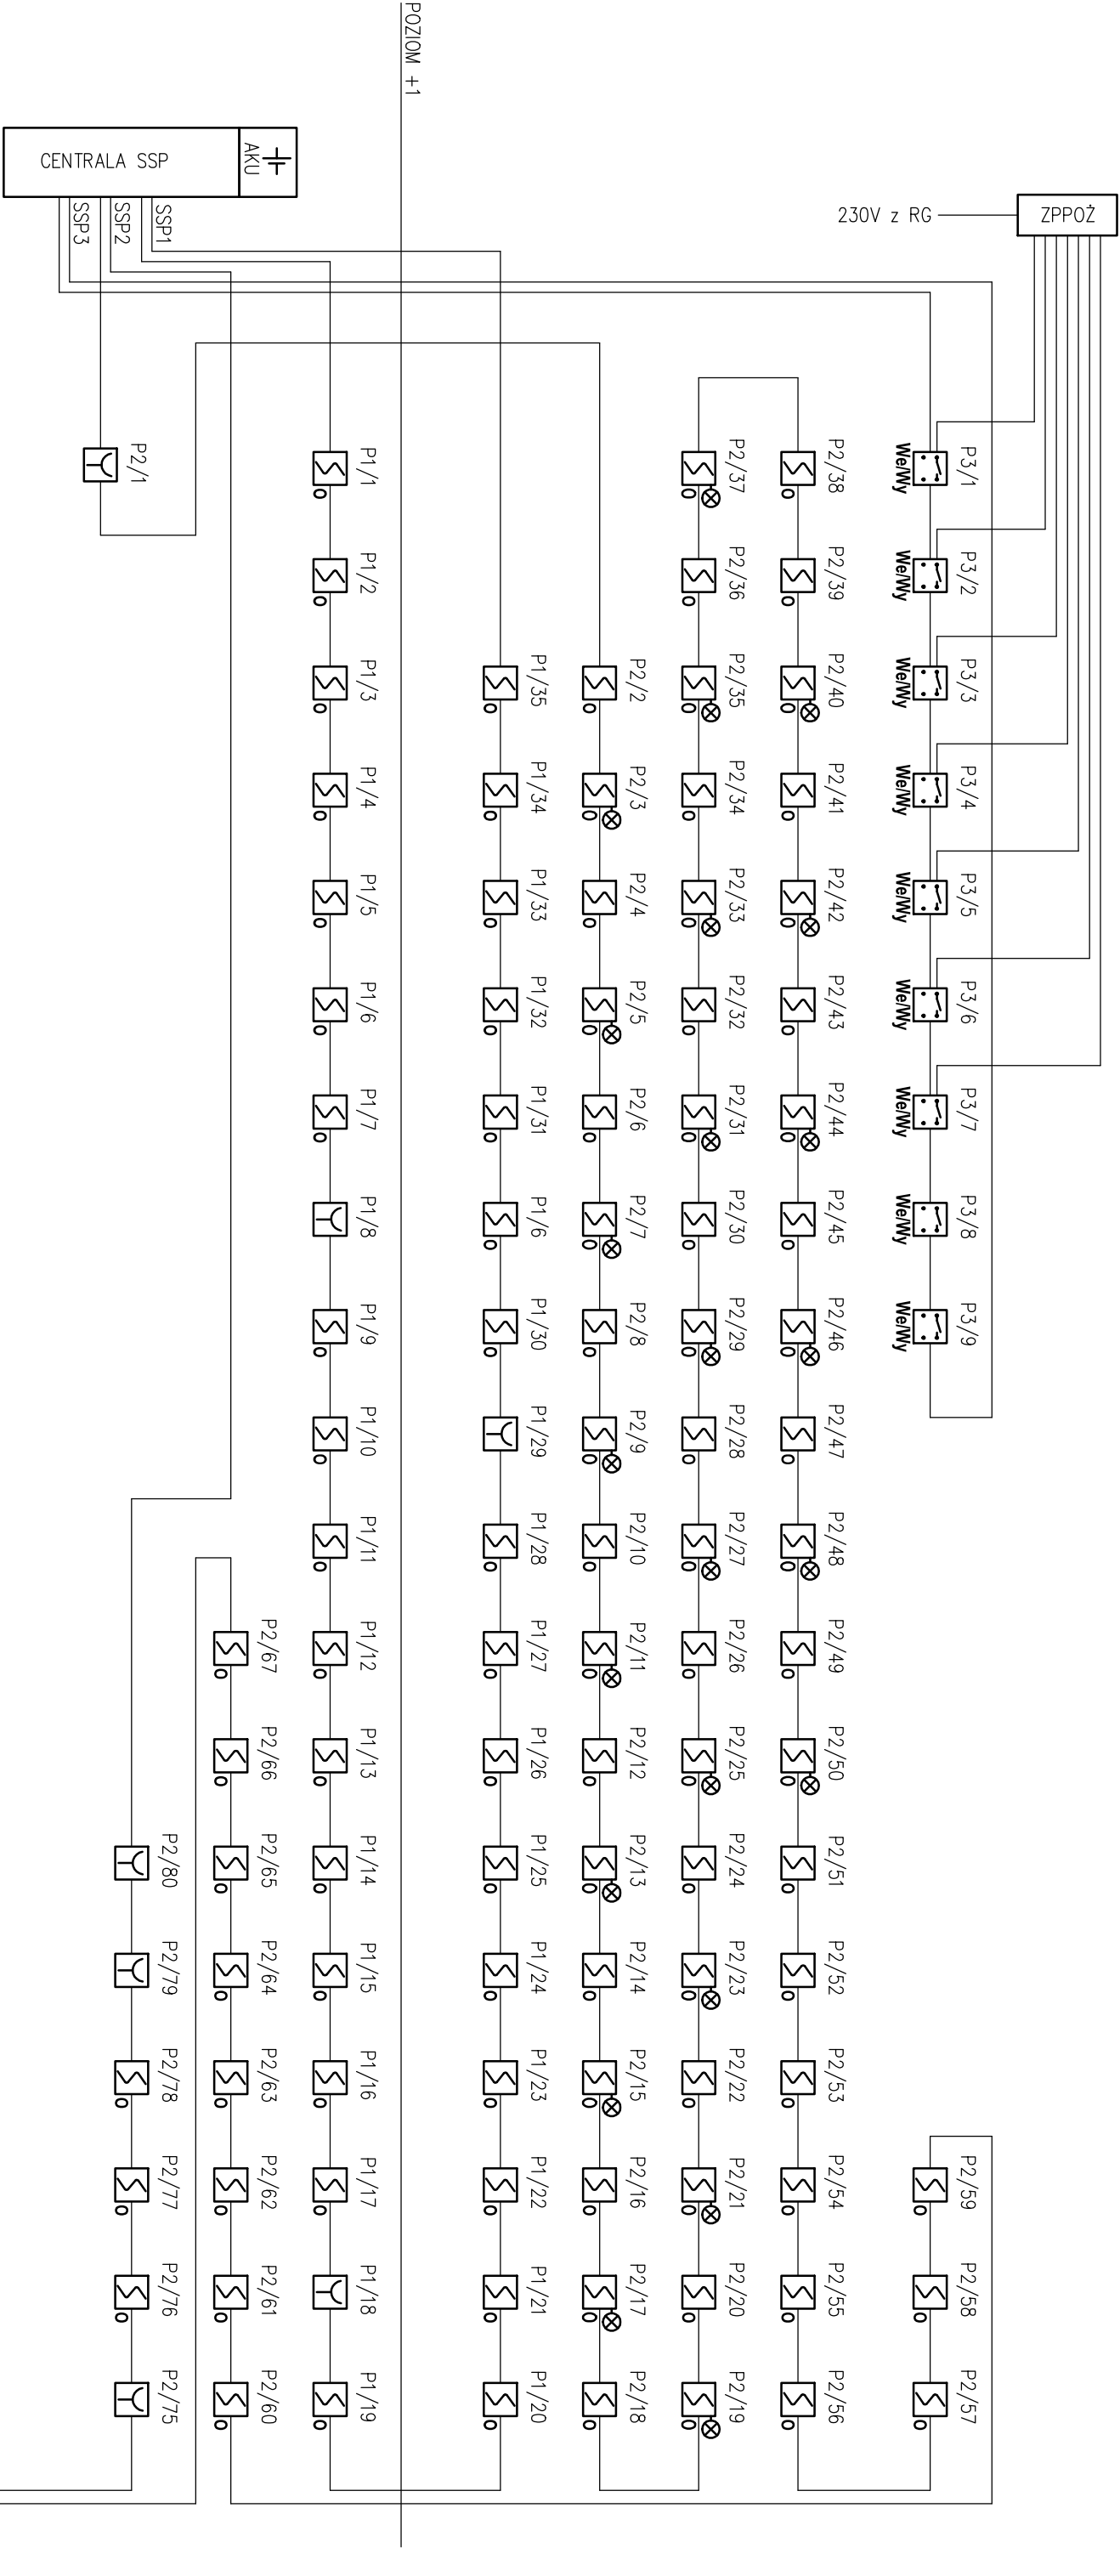 ZPPOŻ
230V z RG
P3/1 P3/2 P3/3 P3/4 P3/5 P3/6 P3/7 P3/8 P3/9 P2/59 P2/58 P2/57
We/Wy We/Wy We/Wy We/Wy We/Wy We/Wy We/Wy We/Wy We/Wy O O O
P2/38 P2/39 P2/40 P2/41 P2/42 P2/43 P2/44 P2/45 P2/46 P2/47 P2/48 P2/49 P2/50 P2/51 P2/52 P2/53 P2/54 P2/55 P2/56
O O O O O O O O O O O O O O O O O O O
P2/37 P2/36 P2/35 P2/34 P2/33 P2/32 P2/31 P2/30 P2/29 P2/28 P2/27 P2/26 P2/25 P2/24 P2/23 P2/22 P2/21 P2/20 P2/19
O O O O O O O O O O O O O O O O O O O
P2/2 P2/3 P2/4 P2/5 P2/6 P2/7 P2/8 P2/9 P2/10 P2/11 P2/12 P2/13 P2/14 P2/15 P2/16 P2/17 P2/18
O O O O O O O O O O O O O O O O O
P1/35 P1/34 P1/33 P1/32 P1/31 P1/6 P1/30 P1/29 P1/28 P1/27 P1/26 P1/25 P1/24 P1/23 P1/22 P1/21 P1/20
O O O O O O O O O O O O O O O O
POZIOM +1
P1/1 P1/2 P1/3 P1/4 P1/5 P1/6 P1/7 P1/8 P1/9 P1/10 P1/11 P1/12 P1/13 P1/14 P1/15 P1/16 P1/17 P1/18 P1/19
O O O O O O O O O O O O O O O O O
P2/67 P2/66 P2/65 P2/64 P2/63 P2/62 P2/61 P2/60
O O O O O O O O
AKU
CENTRALA SSP
SSP1
SSP2
SSP3
P2/80 P2/79 P2/78 P2/77 P2/76 P2/75
O O O
P2/1